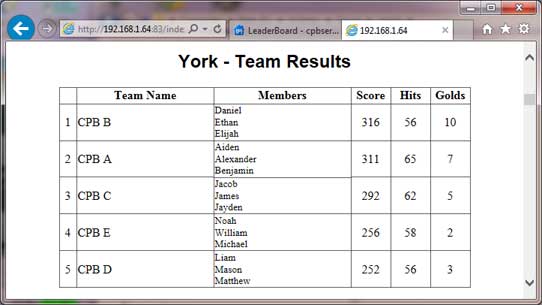 http://192.168.1.64:83/inde
LeaderBoard - cpbser...
192.168.1.64
York - Team Results
Team Name Members Score Hits Golds
1 CPB B Daniel 316 56 10
Ethan
Elijah
2 CPB A Aiden 311 65 7
Alexander
Benjamin
3 CPB C Jacob 292 62 5
James
Jayden
4 CPB E Noah 256 58 2
William
Michael
5 CPB D Liam 252 56 3
Mason
Matthew